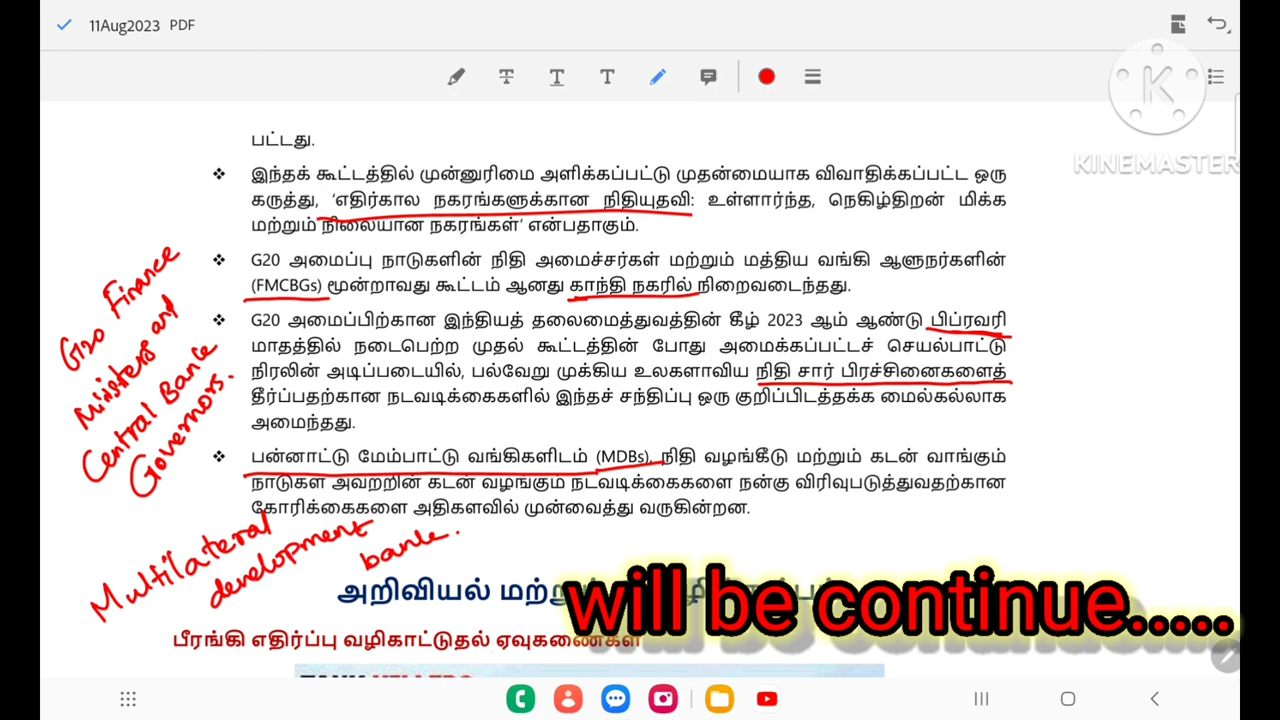 11Aug2023 PDF
KINEMASTER
பட்டது.
❖ இந்தக் கூட்டத்தில் முன்னுரிமை அளிக்கப்பட்டு முதன்மையாக விவாதிக்கப்பட்ட ஒரு
கருத்து, ‘எதிர்கால நகரங்களுக்கான நிதியுதவி: உள்ளார்ந்த, நெகிழ்திறன் மிக்க
மற்றும் நிலையான நகரங்கள்’ என்பதாகும்.
❖ G20 அமைப்பு நாடுகளின் நிதி அமைச்சர்கள் மற்றும் மத்திய வங்கி ஆளுநர்களின்
(FMCBGs) மூன்றாவது கூட்டம் ஆனது காந்தி நகரில் நிறைவடைந்தது.
❖ G20 அமைப்பிற்கான இந்தியத் தலைமைத்துவத்தின் கீழ் 2023 ஆம் ஆண்டு பிப்ரவரி
மாதத்தில் நடைபெற்ற முதல் கூட்டத்தின் போது அமைக்கப்பட்டச் செயல்பாட்டு
நிரலின் அடிப்படையில், பல்வேறு முக்கிய உலகளாவிய நிதி சார் பிரச்சினைகளைத்
தீர்ப்பதற்கான நடவடிக்கைகளில் இந்தச் சந்திப்பு ஒரு குறிப்பிடத்தக்க மைல்கல்லாக
அமைந்தது.
❖ பன்னாட்டு மேம்பாட்டு வங்கிகளிடம் (MDBs), நிதி வழங்கீடு மற்றும் கடன் வாங்கும்
நாடுகள் அவற்றின் கடன் வழங்கும் நடவடிக்கைகளை நன்கு விரிவுபடுத்துவதற்கான
கோரிக்கைகளை அதிகளவில் முன்வைத்து வருகின்றன.
G20 Finance
Ministers and
Central Bank
Governors.
Multilateral
development
bank.
அறிவியல்
will be continue.....
பீரங்கி எதிர்ப்பு வழிகாட்டுதல் ஏவுகணைகள்